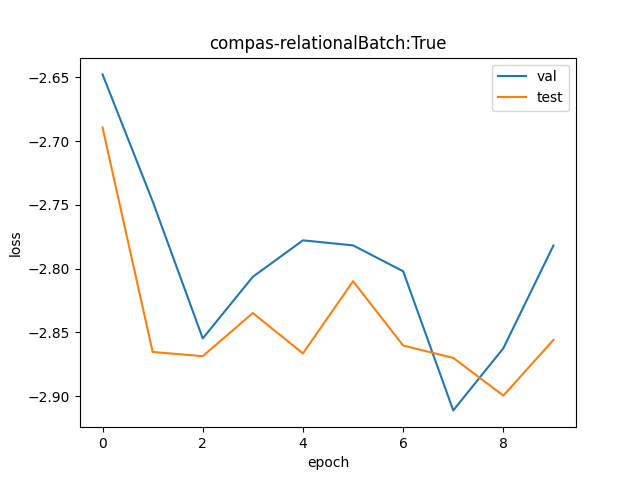 compas-relationalBatch:True
val
test
loss
−2.65
−2.70
−2.75
−2.80
−2.85
−2.90
0
2
4
6
8
epoch